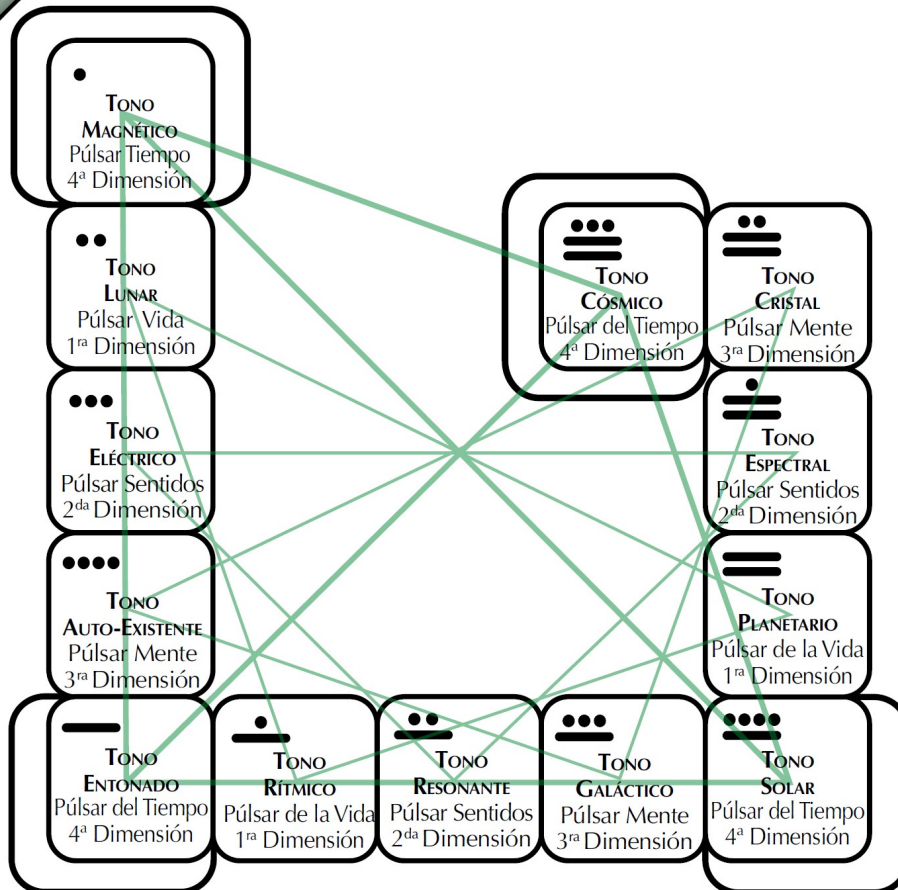 TONO
MAGNÉTICO
Púlsar Tiempo
4ª Dimensión
TONO
LUNAR
Púlsar Vida
1ra Dimensión
TONO
ELÉCTRICO
Púlsar Sentidos
2da Dimensión
TONO
AUTO-EXISTENTE
Púlsar Mente
3ra Dimensión
TONO
ENTONADO
Púlsar del Tiempo
4ª Dimensión
TONO
RÍTMICO
Púlsar de la Vida
1ra Dimensión
TONO
RESONANTE
Púlsar Sentidos
2da Dimensión
TONO
GALÁCTICO
Púlsar Mente
3ra Dimensión
TONO
SOLAR
Púlsar del Tiempo
4ª Dimensión
TONO
PLANETARIO
Púlsar de la Vida
1ra Dimensión
TONO
ESPECTRAL
Púlsar Sentidos
2da Dimensión
TONO
CRISTAL
Púlsar Mente
3ra Dimensión
TONO
CÓSMICO
Púlsar del Tiempo
4ª Dimensión